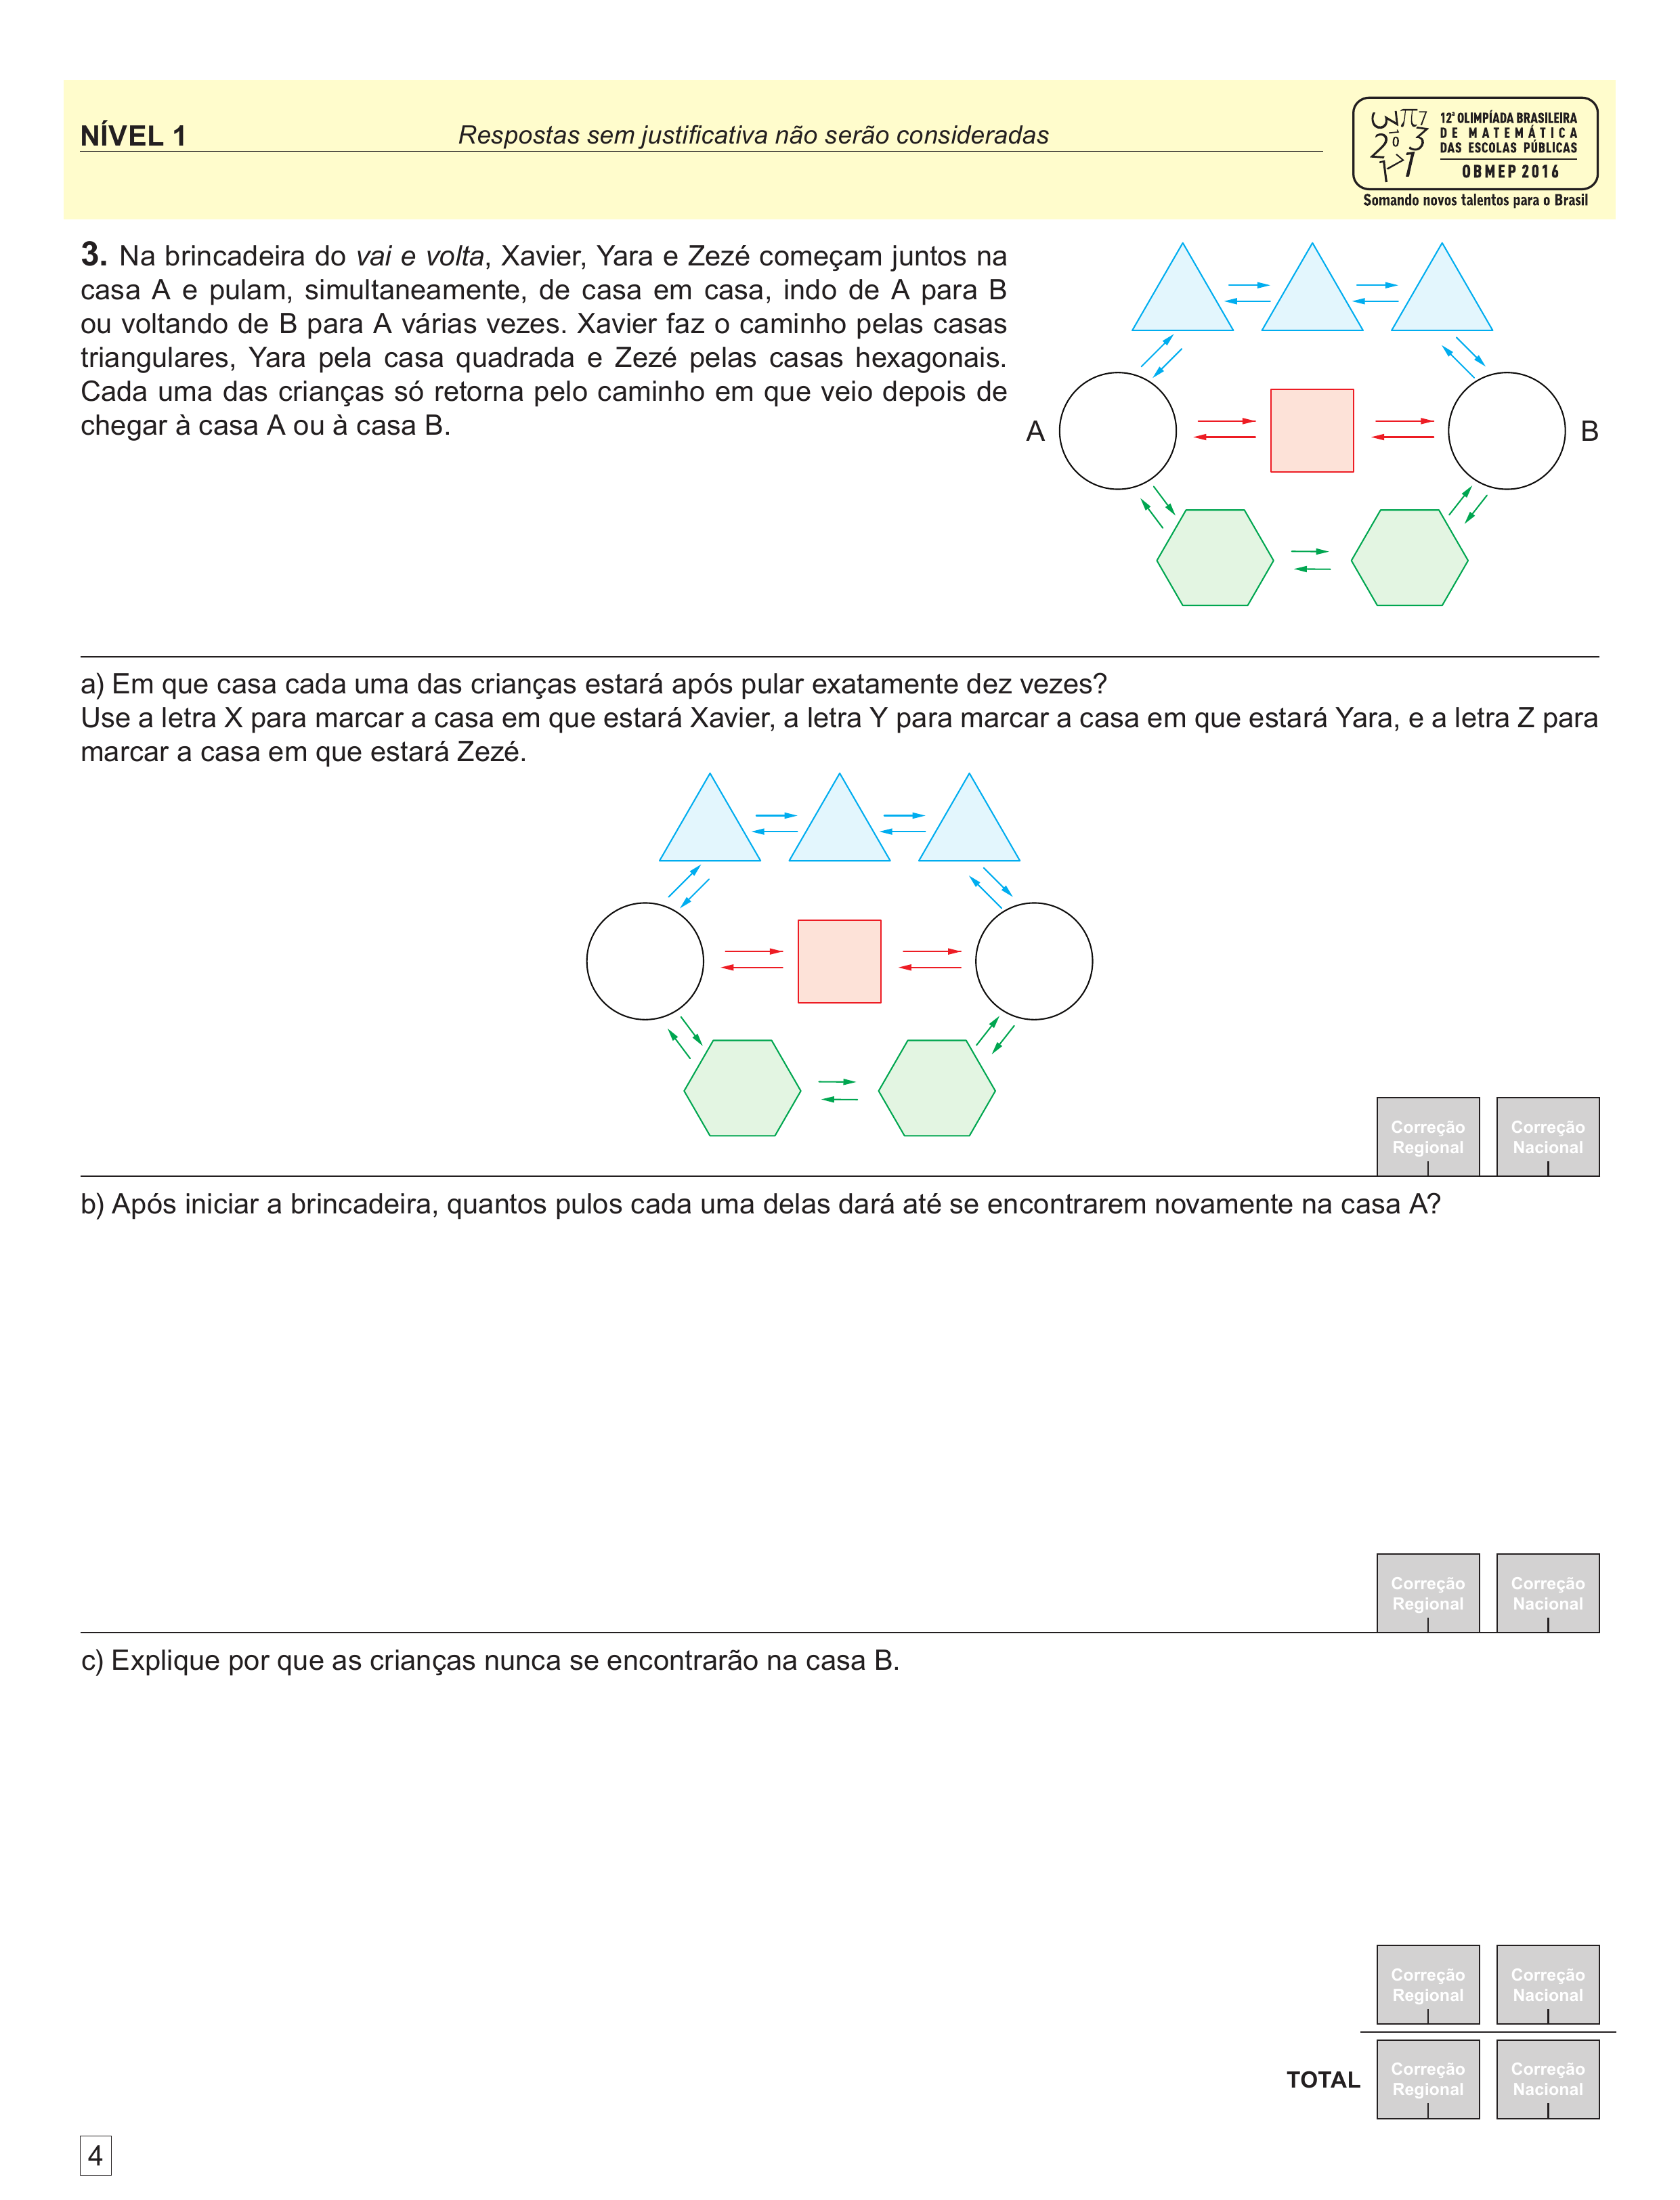 NÍVEL 1
Respostas sem justificativa não serão consideradas
12ª OLIMPÍADA BRASILEIRA
DE MATEMÁTICA
DAS ESCOLAS PÚBLICAS
OBMEP 2016
Somando novos talentos para o Brasil
3. Na brincadeira do vai e volta, Xavier, Yara e Zezé começam juntos na
casa A e pulam, simultaneamente, de casa em casa, indo de A para B
ou voltando de B para A várias vezes. Xavier faz o caminho pelas casas
triangulares, Yara pela casa quadrada e Zezé pelas casas hexagonais.
Cada uma das crianças só retorna pelo caminho em que veio depois de
chegar à casa A ou à casa B.
A
B
a) Em que casa cada uma das crianças estará após pular exatamente dez vezes?
Use a letra X para marcar a casa em que estará Xavier, a letra Y para marcar a casa em que estará Yara, e a letra Z para
marcar a casa em que estará Zezé.
Correção
Regional
Correção
Nacional
b) Após iniciar a brincadeira, quantos pulos cada uma delas dará até se encontrarem novamente na casa A?
Correção
Regional
Correção
Nacional
c) Explique por que as crianças nunca se encontrarão na casa B.
Correção
Regional
Correção
Nacional
TOTAL
Correção
Regional
Correção
Nacional
4